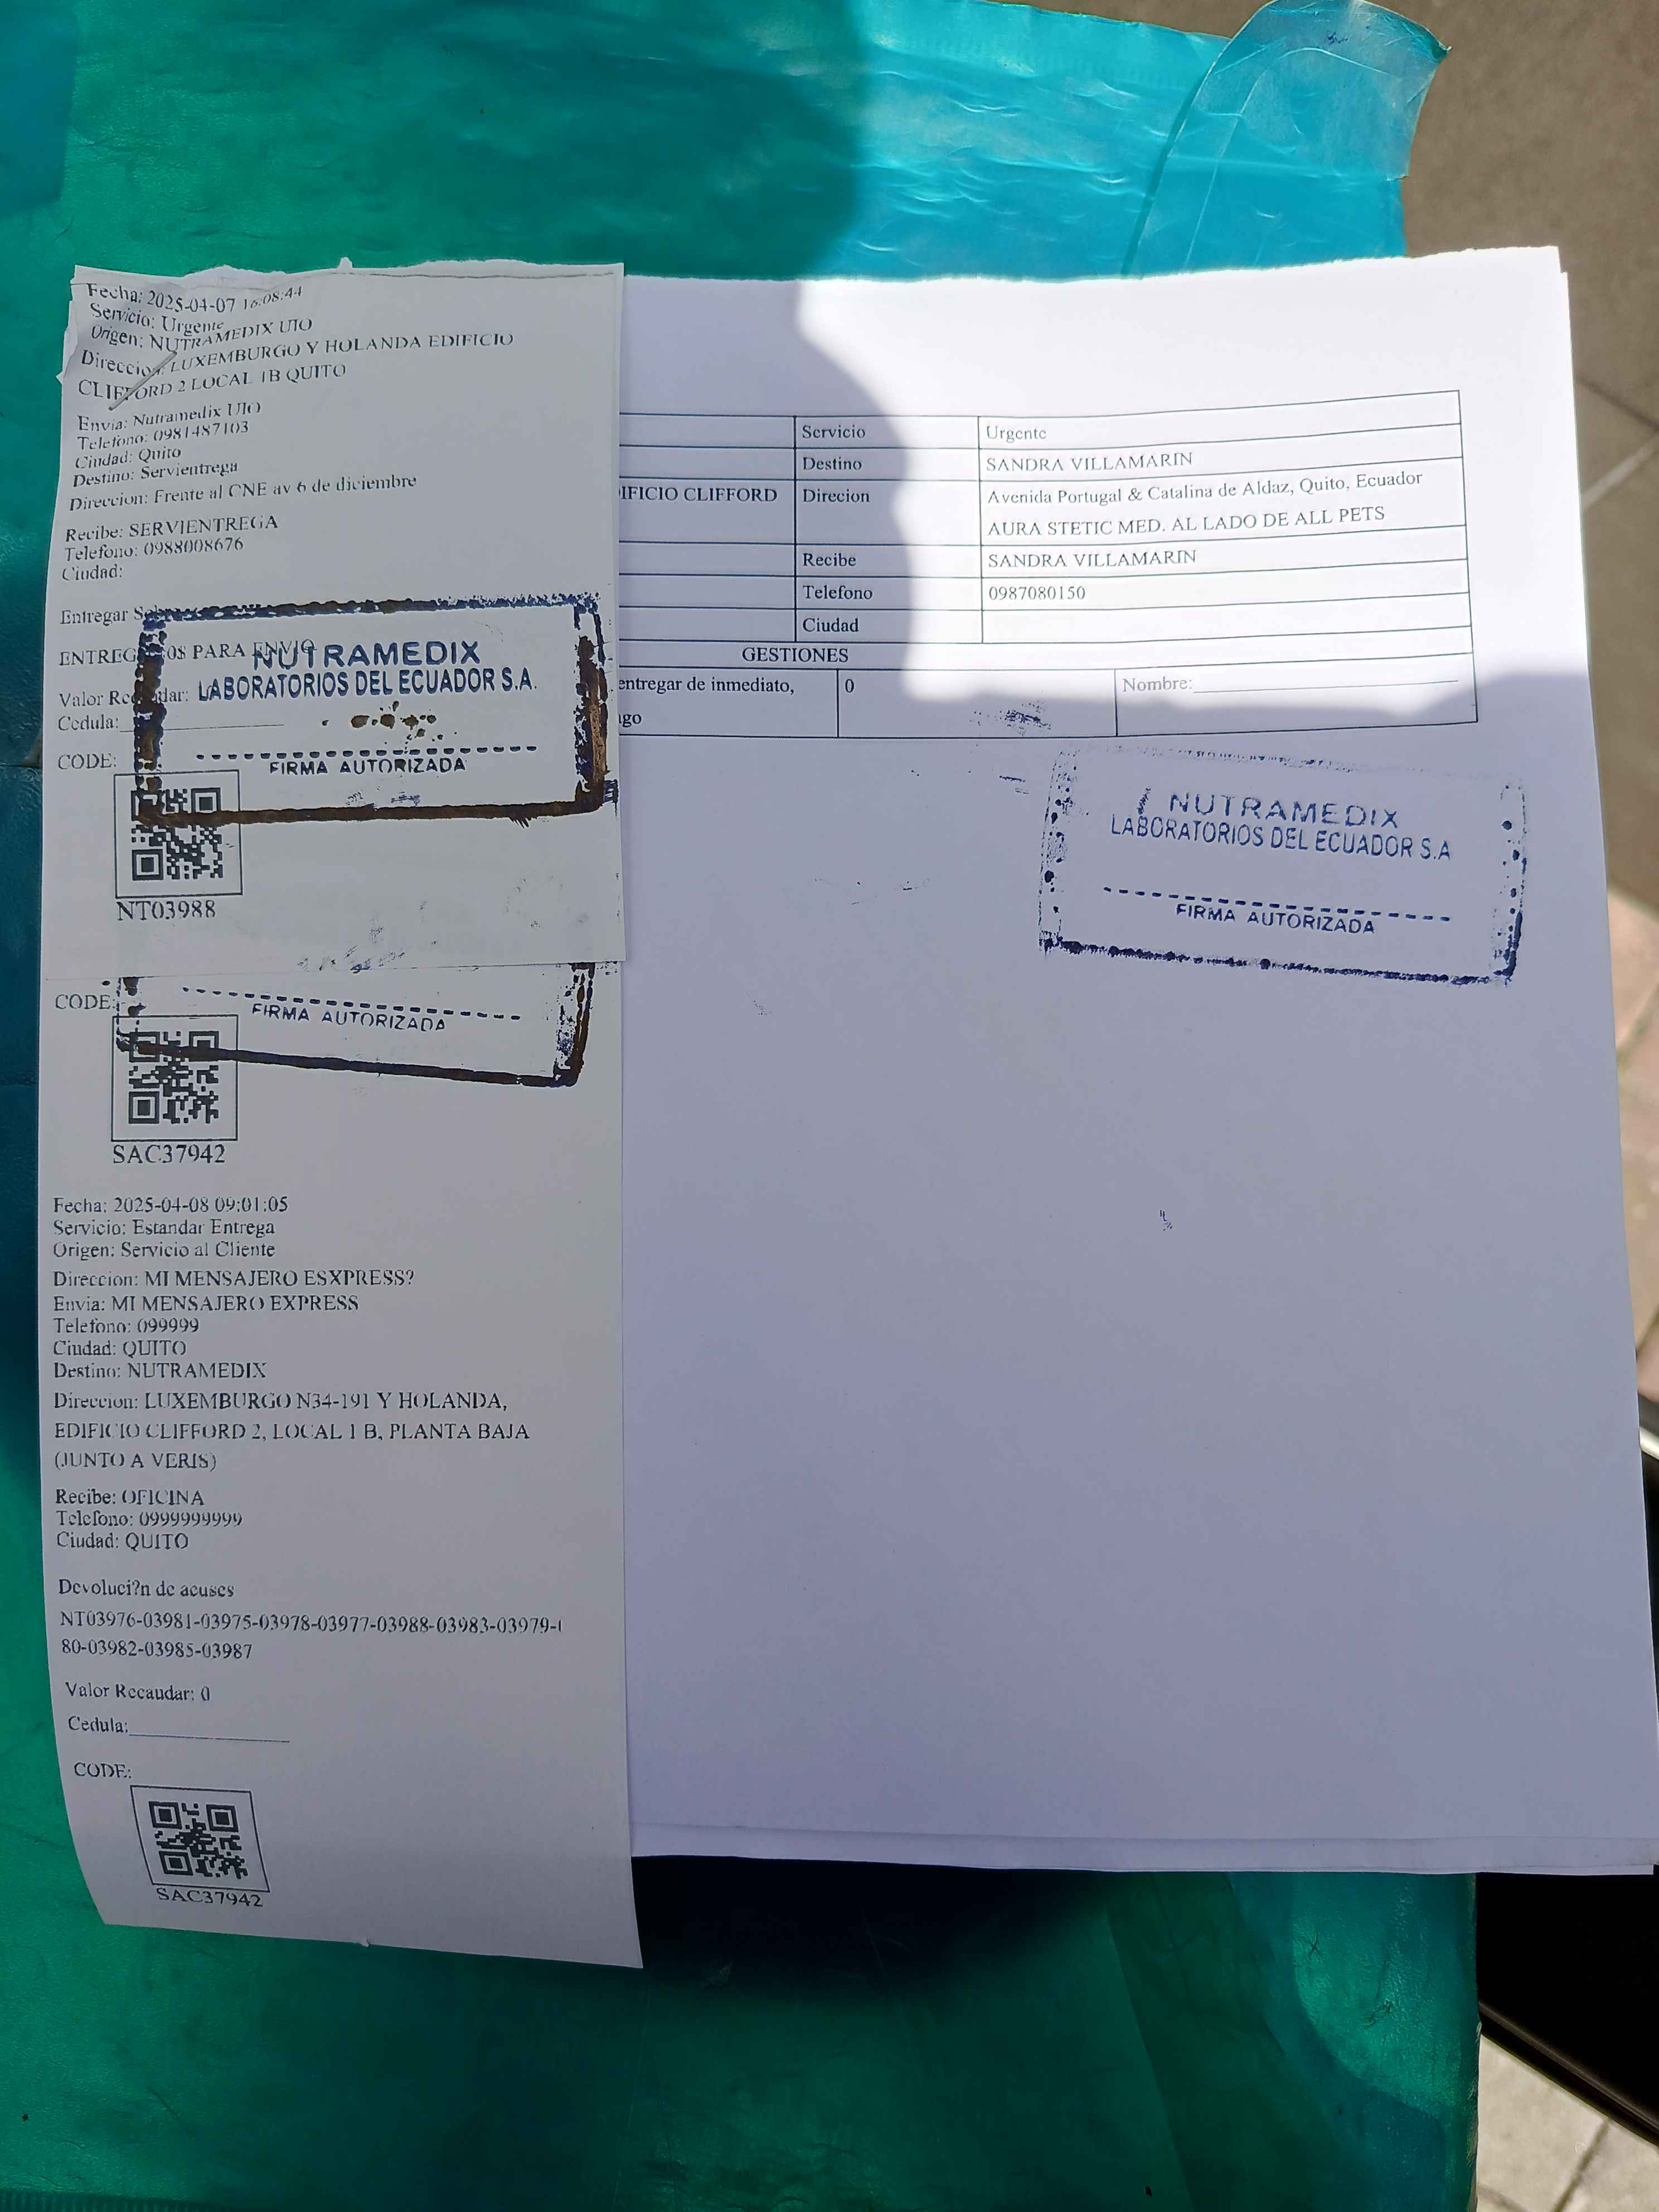 Fecha: 2025-04-07 16:08:44
Servicio: Urgente
Origen: NUTRAMEDIX UIO
Direccion: LUXEMBURGO Y HOLANDA EDIFICIO
CLIFFORD 2 LOCAL 1B QUITO
Envia: Nutramedix UIO
Telefono: 0981487103
Ciudad: Quito
Destino: Servientrega
Direccion: Frente al CNE av 6 de diciembre
Recibe: SERVIENTREGA
Telefono: 0988008676
Ciudad:
Entregar
PARA ENVIO
Valor
Cedula:
CODE:
NUTRAMEDIX
LABORATORIOS DEL ECUADOR S.A.
FIRMA AUTORIZADA
NT03988
CODE:
FIRMA AUTORIZADA
SAC37942
Fecha: 2025-04-08 09:01:05
Servicio: Estandar Entrega
Origen: Servicio al Cliente
Direccion: MI MENSAJERO ESXPRESS?
Envia: MI MENSAJERO EXPRESS
Telefono: 099999
Ciudad: QUITO
Destino: NUTRAMEDIX
Direccion: LUXEMBURGO N34-191 Y HOLANDA,
EDIFICIO CLIFFORD 2, LOCAL 1 B, PLANTA BAJA
(JUNTO A VERIS)
Recibe: OFICINA
Telefono: 0999999999
Ciudad: QUITO
Devoluci?n de acuses
NT03976-03981-03975-03978-03977-03988-03983-03979-
80-03982-03985-03987
Valor Recaudar: 0
Cedula:
CODE:
SAC37942
Servicio Urgente
Destino SANDRA VILLAMARIN
IFICIO CLIFFORD Direcion Avenida Portugal & Catalina de Aldaz, Quito, Ecuador
AURA STETIC MED. AL LADO DE ALL PETS
Recibe SANDRA VILLAMARIN
Telefono 0987080150
Ciudad
GESTIONES
entregar de inmediato, 0 Nombre:
ago
NUTRAMEDIX
LABORATORIOS DEL ECUADOR S.A
FIRMA AUTORIZADA